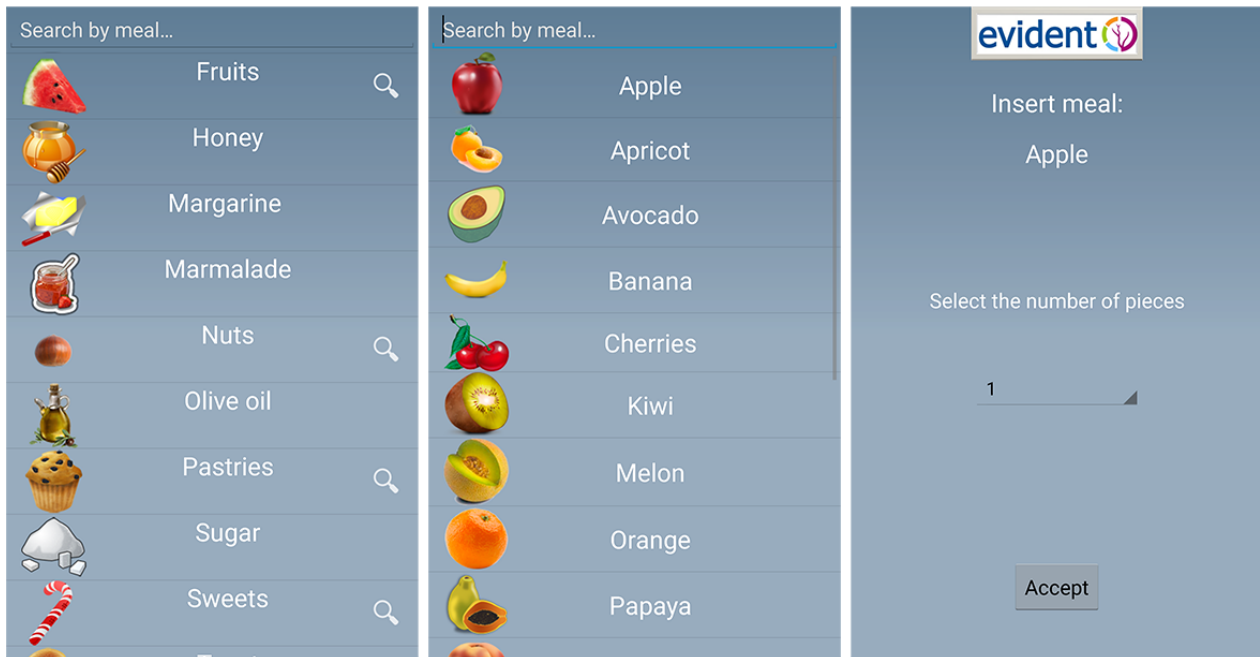 Search by meal...
Fruits
Honey
Margarine
Marmalade
Nuts
Olive oil
Pastries
Sugar
Sweets
Search by meal...
Apple
Apricot
Avocado
Banana
Cherries
Kiwi
Melon
Orange
Papaya
evident
Insert meal:
Apple
Select the number of pieces
1
Accept